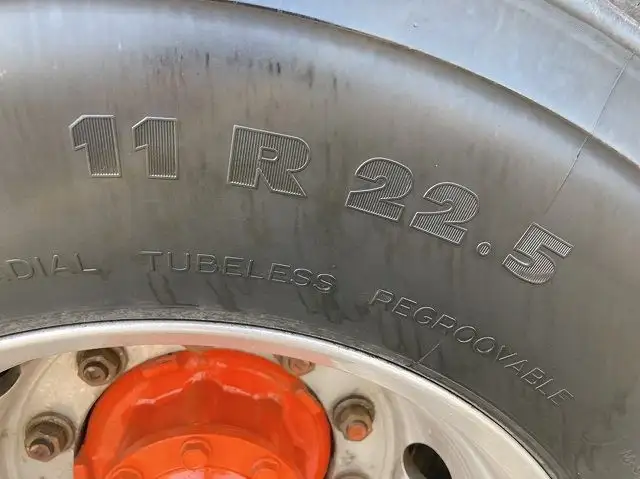 11 R 22.5
DIAL TUBELESS REGROOVABLE